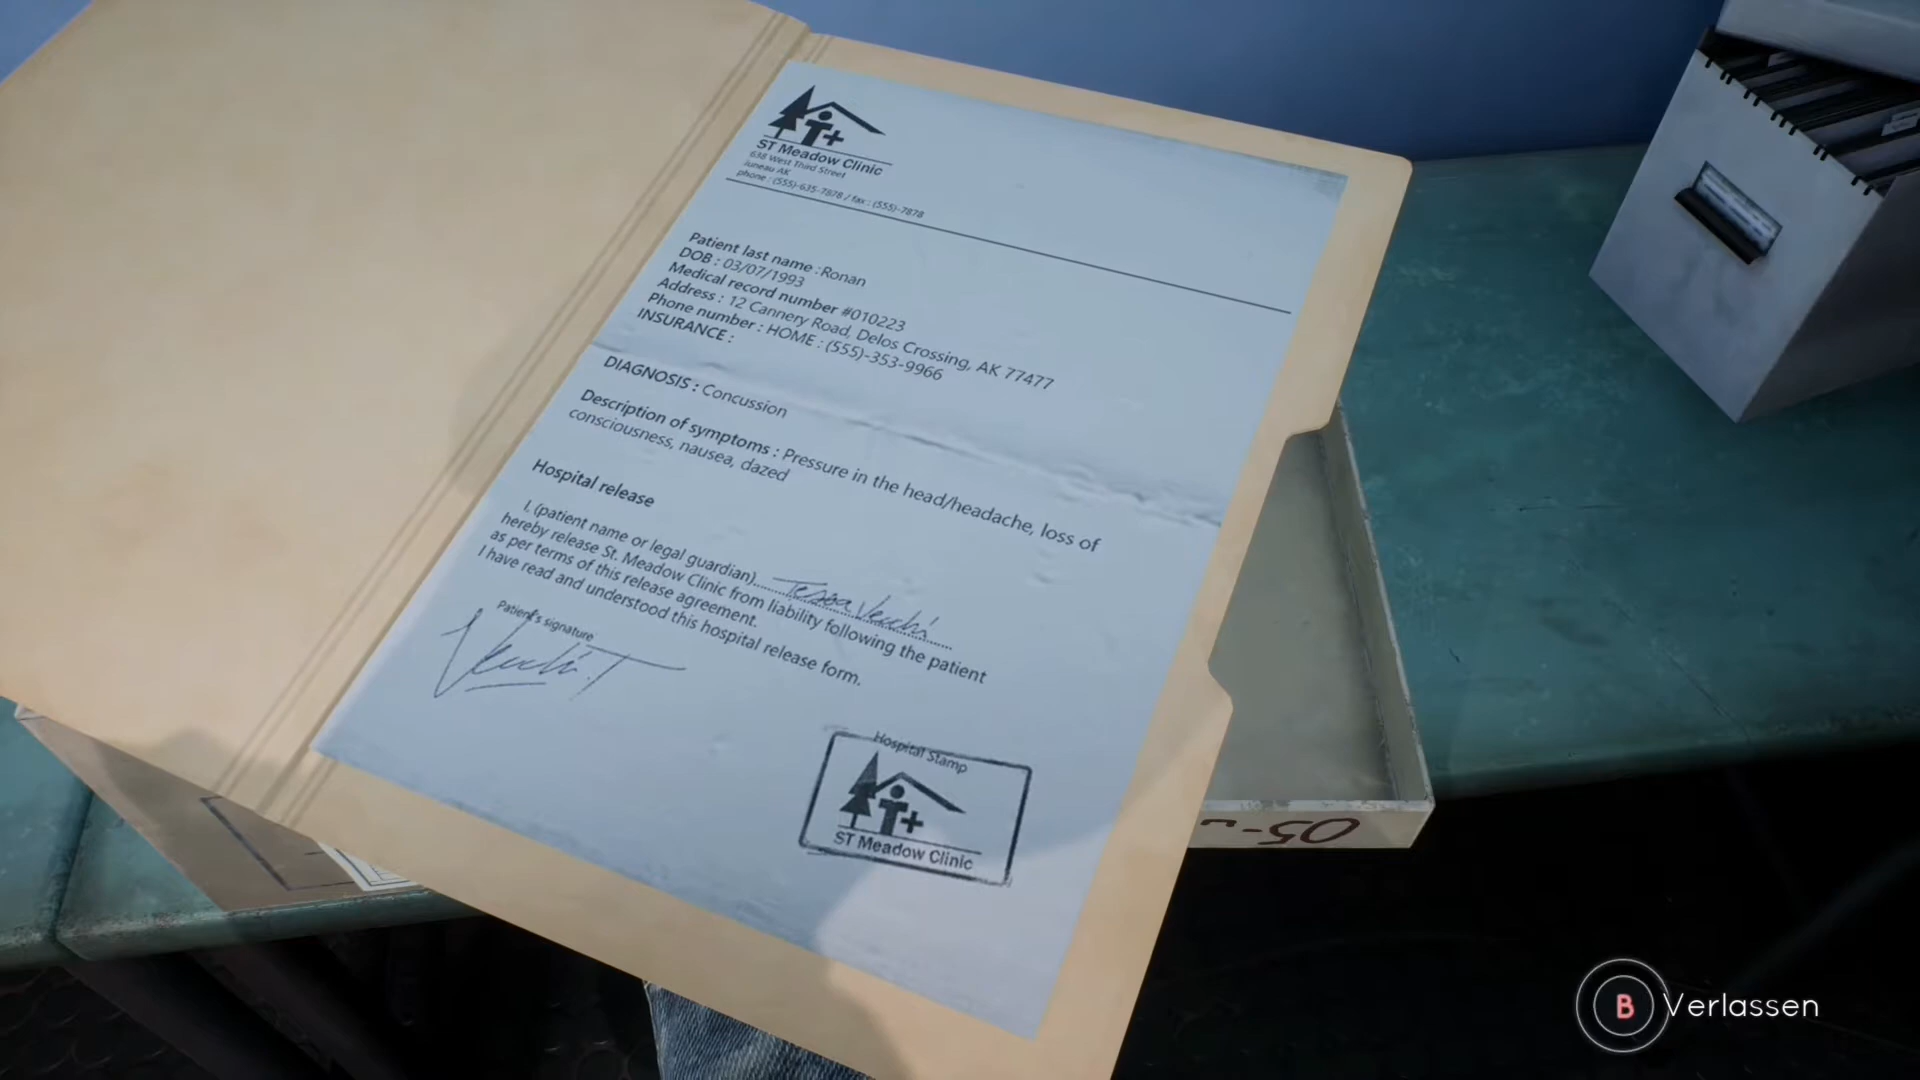 ST Meadow Clinic
638 West Third Street
Juneau AK
phone : (555)-635-7878 / fax : (555)-7878
Patient last name : Ronan
DOB : 03/07/1993
Medical record number #010223
Address : 12 Cannery Road, Delos Crossing, AK 77477
Phone number : HOME : (555)-353-9966
INSURANCE :
DIAGNOSIS : Concussion
Description of symptoms : Pressure in the head/headache, loss of
consciousness, nausea, dazed
Hospital release
I, (patient name or legal guardian) Tessa Vecchi
hereby release St. Meadow Clinic from liability following the patient
as per terms of this release agreement.
I have read and understood this hospital release form.
Patient's signature
Vecchi.T
Hospital Stamp
ST Meadow Clinic
B Verlassen